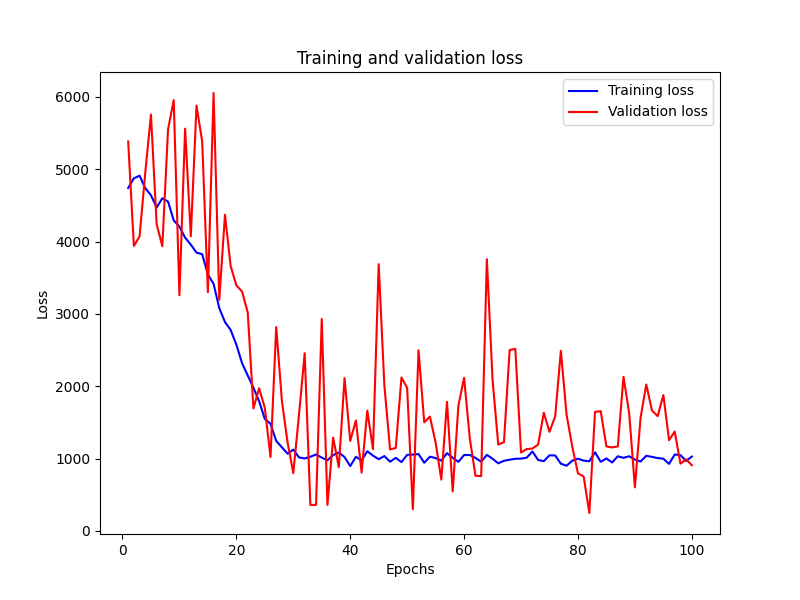 Training and validation loss
Training loss
Validation loss
6000
5000
4000
3000
2000
1000
0
Loss
0 20 40 60 80 100
Epochs